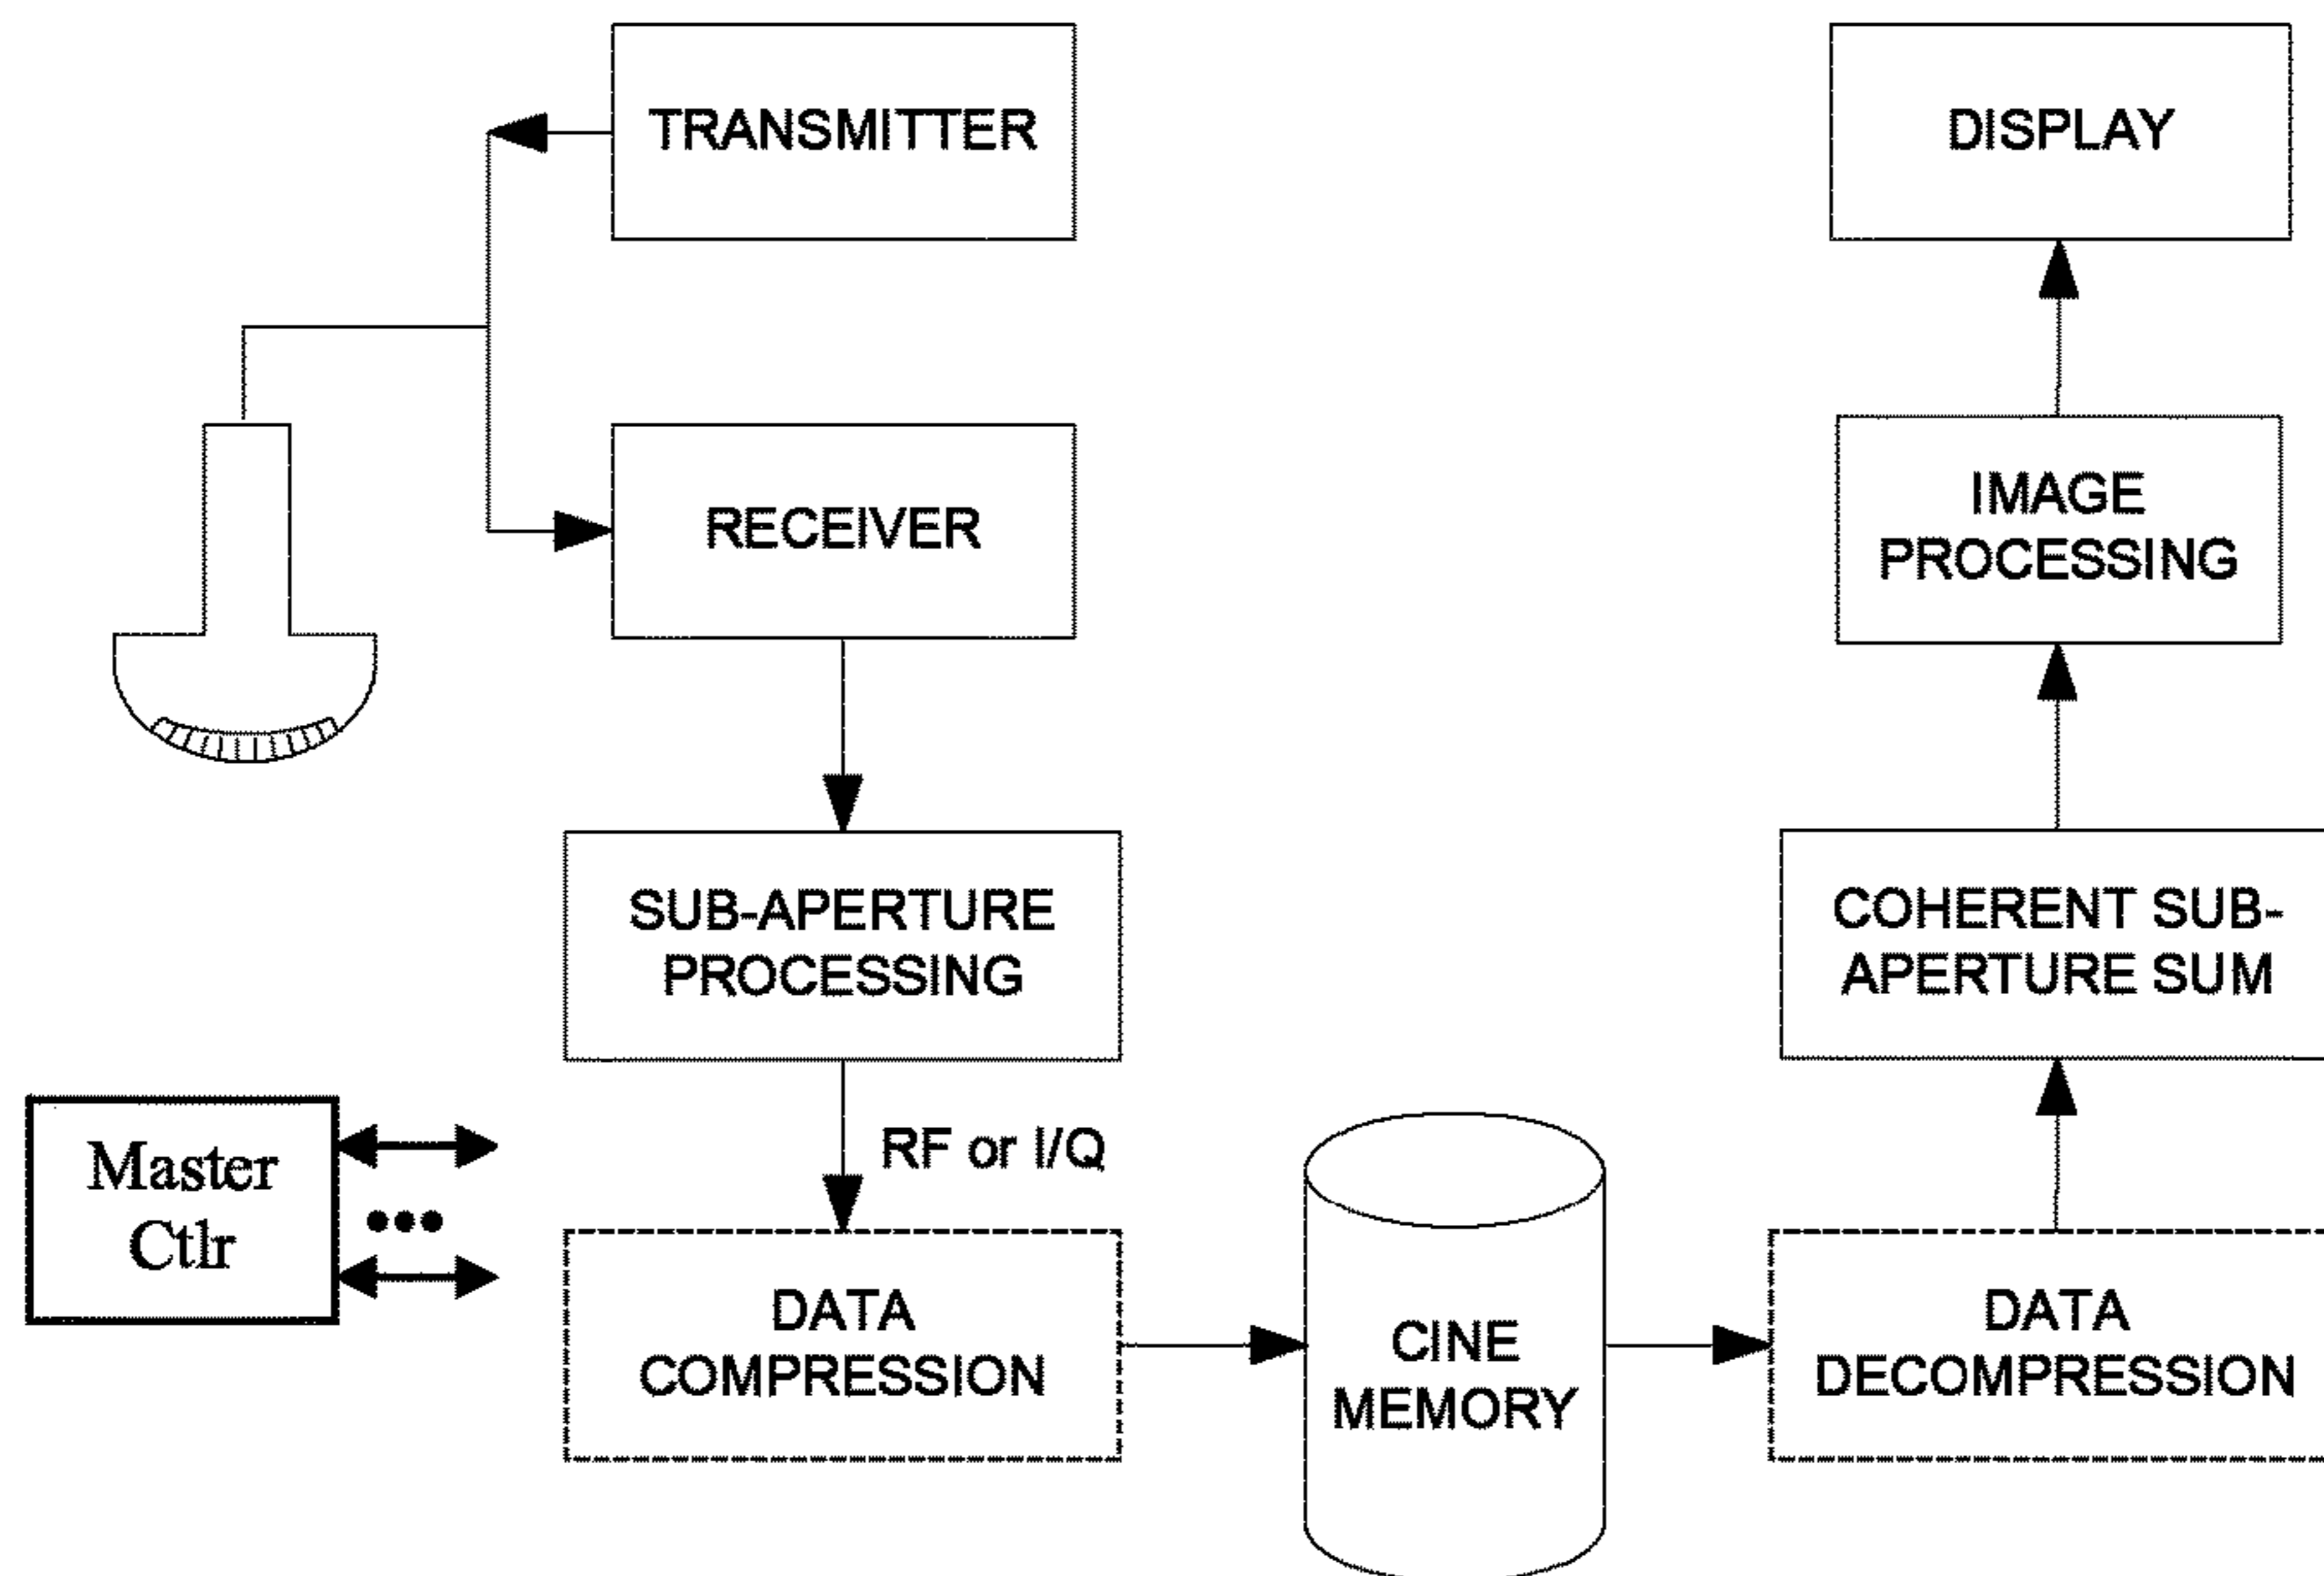 TRANSMITTER
DISPLAY
RECEIVER
IMAGE
PROCESSING
SUB-APERTURE
PROCESSING
COHERENT SUB-
APERTURE SUM
Master
Ctlr
RF or I/Q
DATA
COMPRESSION
CINE
MEMORY
DATA
DECOMPRESSION